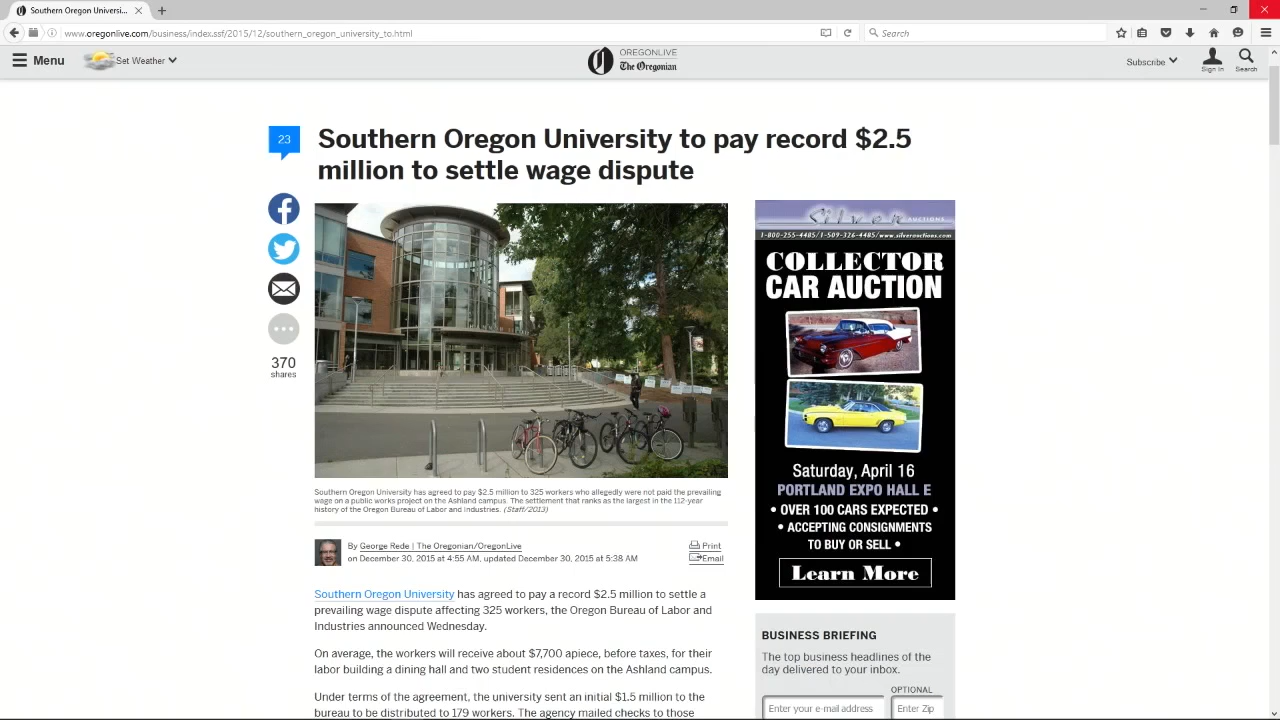 Southern Oregon Universi...
www.oregonlive.com/business/index.ssf/2015/12/southern_oregon_university_to.html
Search
Menu
Set Weather
OREGONLIVE
The Oregonian
Subscribe
Sign In
Search
23
Southern Oregon University to pay record $2.5
million to settle wage dispute
370
shares
Southern Oregon University has agreed to pay $2.5 million to 325 workers who allegedly were not paid the prevailing
wage on a public works project on the Ashland campus. The settlement that ranks as the largest in the 112-year
history of the Oregon Bureau of Labor and Industries. (Staff/2013)
By George Rede | The Oregonian/OregonLive
on December 30, 2015 at 4:55 AM, updated December 30, 2015 at 5:38 AM
Print
Email
Southern Oregon University has agreed to pay a record $2.5 million to settle a
prevailing wage dispute affecting 325 workers, the Oregon Bureau of Labor and
Industries announced Wednesday.
On average, the workers will receive about $7,700 apiece, before taxes, for their
labor building a dining hall and two student residences on the Ashland campus.
Under terms of the agreement, the university sent an initial $1.5 million to the
bureau to be distributed to 179 workers. The agency mailed checks to those
Silver AUCTIONS
1-800-255-4485/1-509-326-4485/www.silverauctions.com
COLLECTOR
CAR AUCTION
Saturday, April 16
PORTLAND EXPO HALL E
• OVER 100 CARS EXPECTED •
• ACCEPTING CONSIGNMENTS
TO BUY OR SELL •
Learn More
BUSINESS BRIEFING
The top business headlines of the
day delivered to your inbox.
OPTIONAL
Enter your e-mail address
Enter Zip